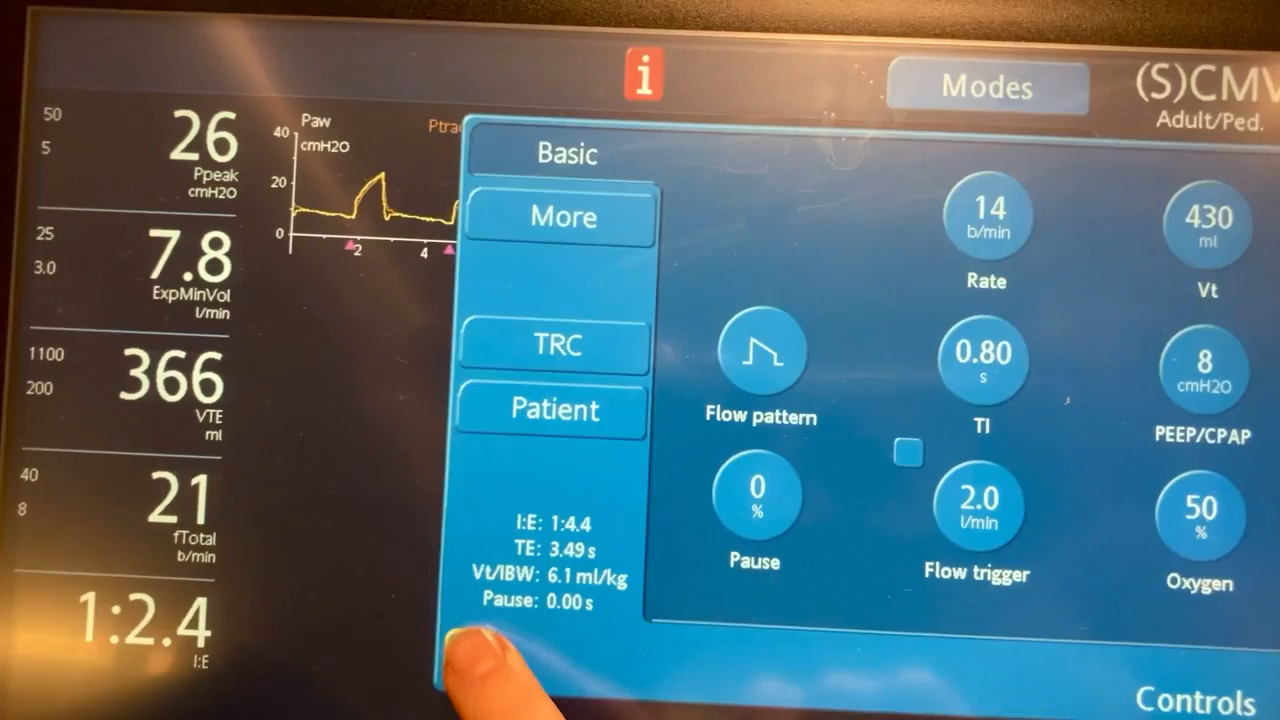 i
Modes
(S)CMV
Adult/Ped.
50
5
26
Ppeak
cmH2O
25
3.0
7.8
ExpMinVol
l/min
1100
200
366
VTE
ml
40
8
21
fTotal
b/min
1:2.4
I:E
Paw
cmH2O
40
20
0
2
4
Basic
More
TRC
Patient
I:E: 1:4.4
TE: 3.49 s
Vt/IBW: 6.1 ml/kg
Pause: 0.00 s
14
b/min
Rate
430
ml
Vt
Flow pattern
0.80
s
TI
8
cmH2O
PEEP/CPAP
0
%
Pause
2.0
l/min
Flow trigger
50
%
Oxygen
Controls